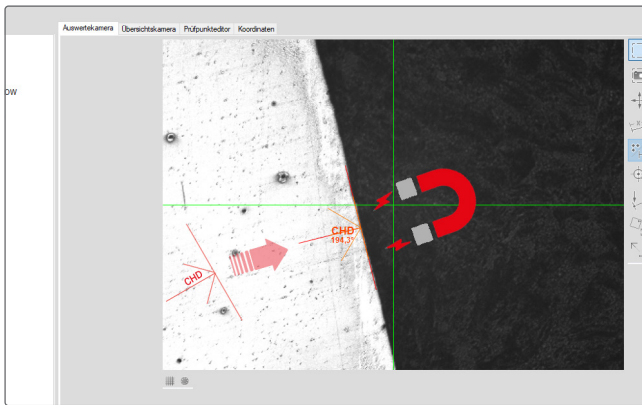 Auswertekamera Übersichtskamera Prüfpunkteditor Koordinaten
ow
CHD
194.3°
CHD